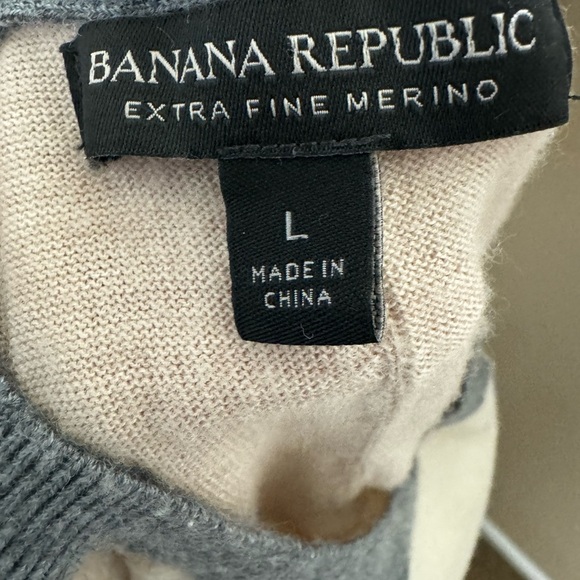 BANANA REPUBLIC
EXTRA FINE MERINO
L
MADE IN
CHINA